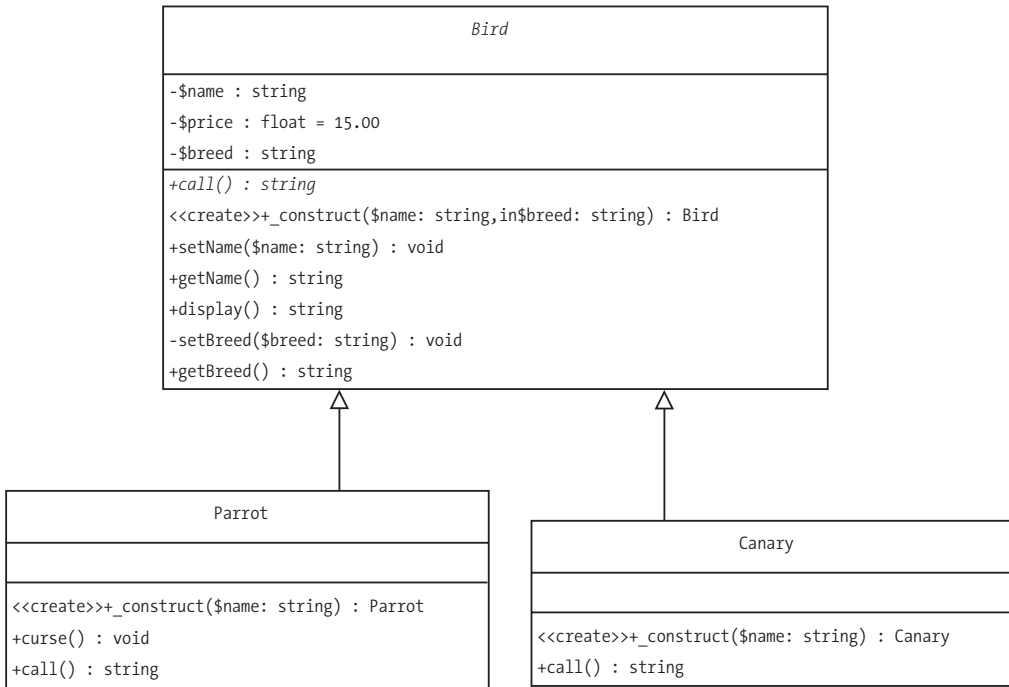 Bird
-$name : string
-$price : float = 15.00
-$breed : string
+call() : string
<<create>>+_construct($name: string,in$breed: string) : Bird
+setName($name: string) : void
+getName() : string
+display() : string
-setBreed($breed: string) : void
+getBreed() : string
Parrot
<<create>>+_construct($name: string) : Parrot
+curse() : void
+call() : string
Canary
<<create>>+_construct($name: string) : Canary
+call() : string